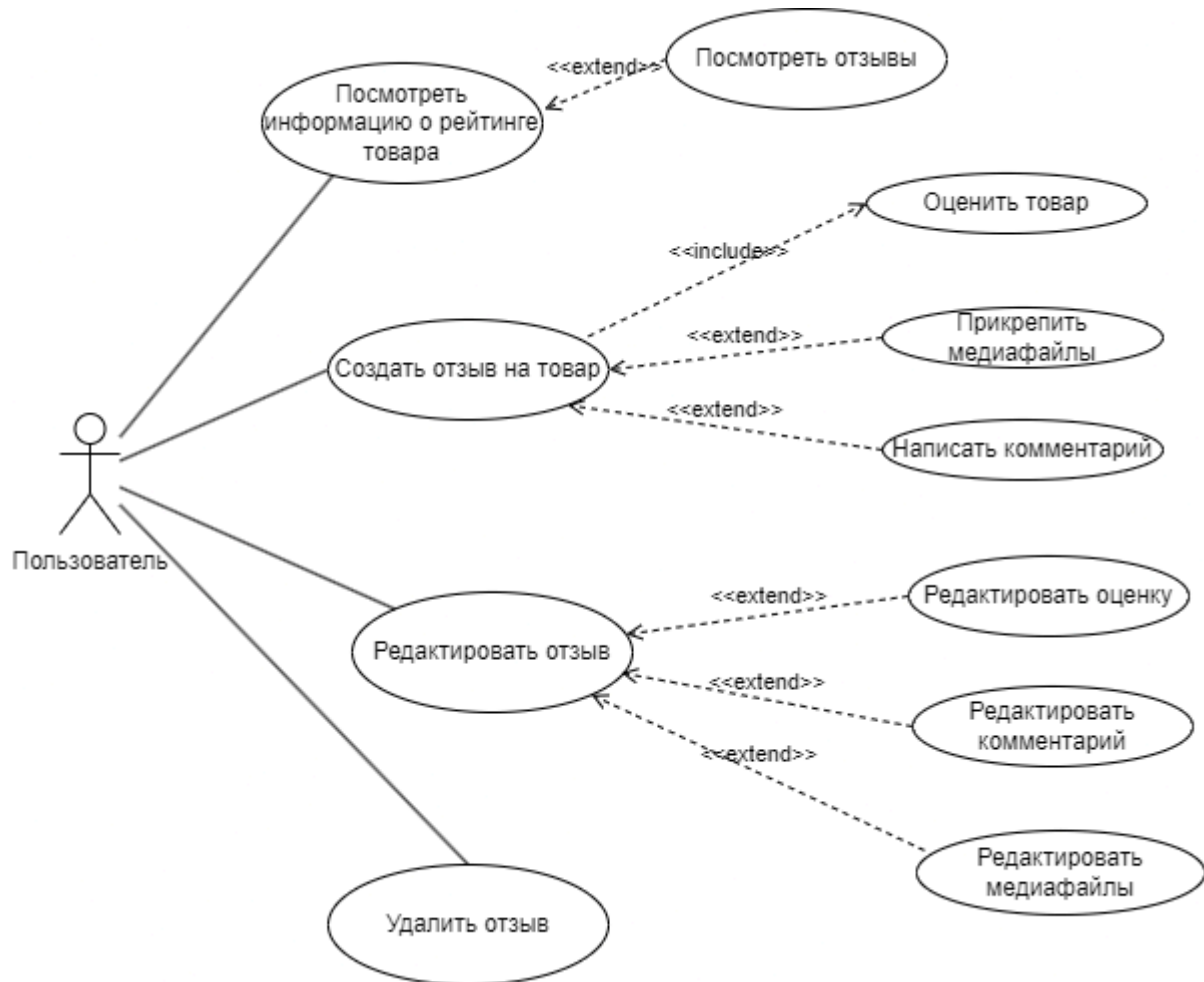 Посмотреть отзывы
<<extend>>
Посмотреть
информацию о рейтинге
товара
Оценить товар
<<include>>
Прикрепить
медиафайлы
<<extend>>
Создать отзыв на товар
<<extend>>
Написать комментарий
Пользователь
Редактировать оценку
<<extend>>
Редактировать отзыв
<<extend>>
Редактировать
комментарий
<<extend>>
Редактировать
медиафайлы
Удалить отзыв